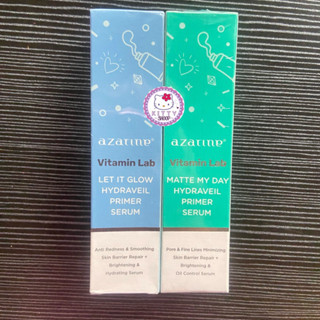 azarine
Vitamin Lab
LET IT GLOW
HYDRAVEIL
PRIMER
SERUM
Anti Redness & Smoothing
Skin Barrier Repair +
Brightening &
Hydrating Serum
KITTY
azarine
Vitamin Lab
MATTE MY DAY
HYDRAVEIL
PRIMER
SERUM
Pore & Fine Lines Minimizing
Skin Barrier Repair +
Brightening &
Oil Control Serum